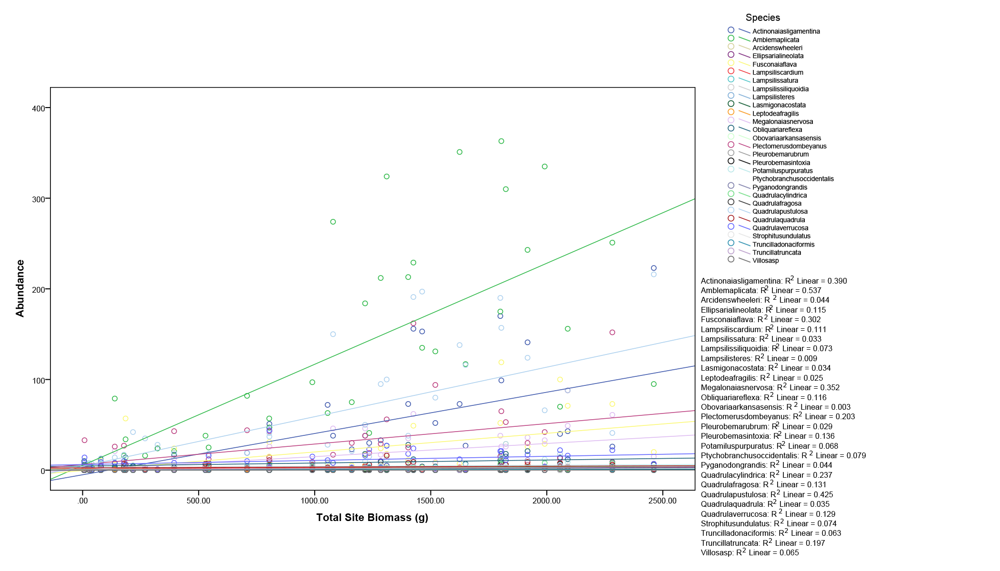 Species
Actinonaiasligamentina
Amblemaplicata
Arcidenswheeleri
Ellipsarialineolata
Fusconaiaflava
Lampsiliscardium
Lampsilissatura
Lampsilissiliquoidia
Lampsilisteres
Lasmigonacostata
Leptodeafragilis
Megalonaiasnervosa
Obliquariareflexa
Obovariaarkansasensis
Plectomerusdombeyanus
Pleurobemarubrum
Pleurobemasintoxia
Potamiluspurpuratus
Ptychobranchusoccidentalis
Pyganodongrandis
Quadrulacylindrica
Quadrulafragosa
Quadrulapustulosa
Quadrulaquadrula
Quadrulaverrucosa
Strophitusundulatus
Truncilladonaciformis
Truncillatruncata
Villosasp
400
300
200
100
0
Abundance
.00 500.00 1000.00 1500.00 2000.00 2500.00
Total Site Biomass (g)
Actinonaiasligamentina: R2 Linear = 0.390
Amblemaplicata: R2 Linear = 0.537
Arcidenswheeleri: R 2 Linear = 0.044
Ellipsarialineolata: R2 Linear = 0.115
Fusconaiaflava: R2 Linear = 0.302
Lampsiliscardium: R2 Linear = 0.111
Lampsilissatura: R2 Linear = 0.033
Lampsilissiliquoidia: R2 Linear = 0.073
Lampsilisteres: R2 Linear = 0.009
Lasmigonacostata: R2 Linear = 0.034
Leptodeafragilis: R2 Linear = 0.025
Megalonaiasnervosa: R2 Linear = 0.352
Obliquariareflexa: R2 Linear = 0.116
Obovariaarkansasensis: R 2 Linear = 0.003
Plectomerusdombeyanus: R2 Linear = 0.203
Pleurobemarubrum: R2 Linear = 0.029
Pleurobemasintoxia: R2 Linear = 0.136
Potamiluspurpuratus: R2 Linear = 0.068
Ptychobranchusoccidentalis: R 2 Linear = 0.079
Pyganodongrandis: R2 Linear = 0.044
Quadrulacylindrica: R2 Linear = 0.237
Quadrulafragosa: R 2 Linear = 0.131
Quadrulapustulosa: R2 Linear = 0.425
Quadrulaquadrula: R2 Linear = 0.035
Quadrulaverrucosa: R 2 Linear = 0.129
Strophitusundulatus: R2 Linear = 0.074
Truncilladonaciformis: R2 Linear = 0.063
Truncillatruncata: R2 Linear = 0.197
Villosasp: R2 Linear = 0.065